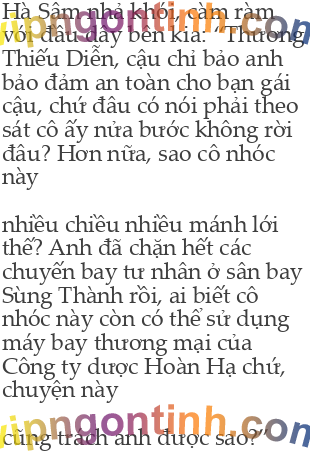 Hà Sâm nhả khói, cằm ràm
với đầu dây bên kia: “Thương
Thiếu Diễn, cậu chỉ bảo anh
bảo đảm an toàn cho bạn gái
cậu, chứ đâu có nói phải theo
sát cô ấy nửa bước không rời
đâu? Hơn nữa, sao cô nhóc
này
nhiều chiều nhiều mánh lới
thế? Anh đã chặn hết các
chuyến bay tư nhân ở sân bay
Sùng Thành rồi, ai biết cô
nhóc này còn có thể sử dụng
máy bay thương mại của
Công ty dược Hoàn Hạ chứ,
chuyện này
cũng trách anh được sao?”
vipngontinh.com
vipngontinh.com